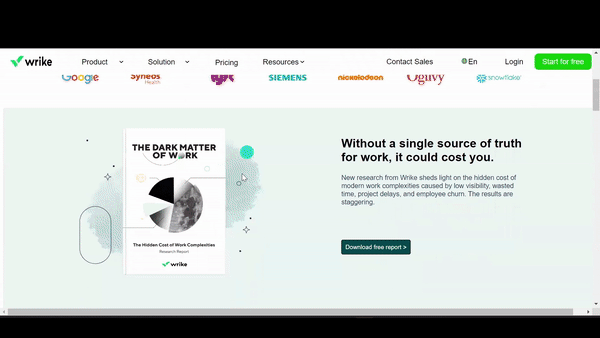 wrike
Product
Solution
Pricing
Resources
Contact Sales
En
Login
Start for free
Google
Syneos
Health
SIEMENS
nickelodeon
Ogilvy
snowflake
THE DARK MATTER
OF WORK
The Hidden Cost of Work Complexities
Research Report
wrike
Without a single source of truth
for work, it could cost you.
New research from Wrike sheds light on the hidden cost of
modern work complexities caused by low visibility, wasted
time, project delays, and employee churn. The results are
staggering.
Download free report >